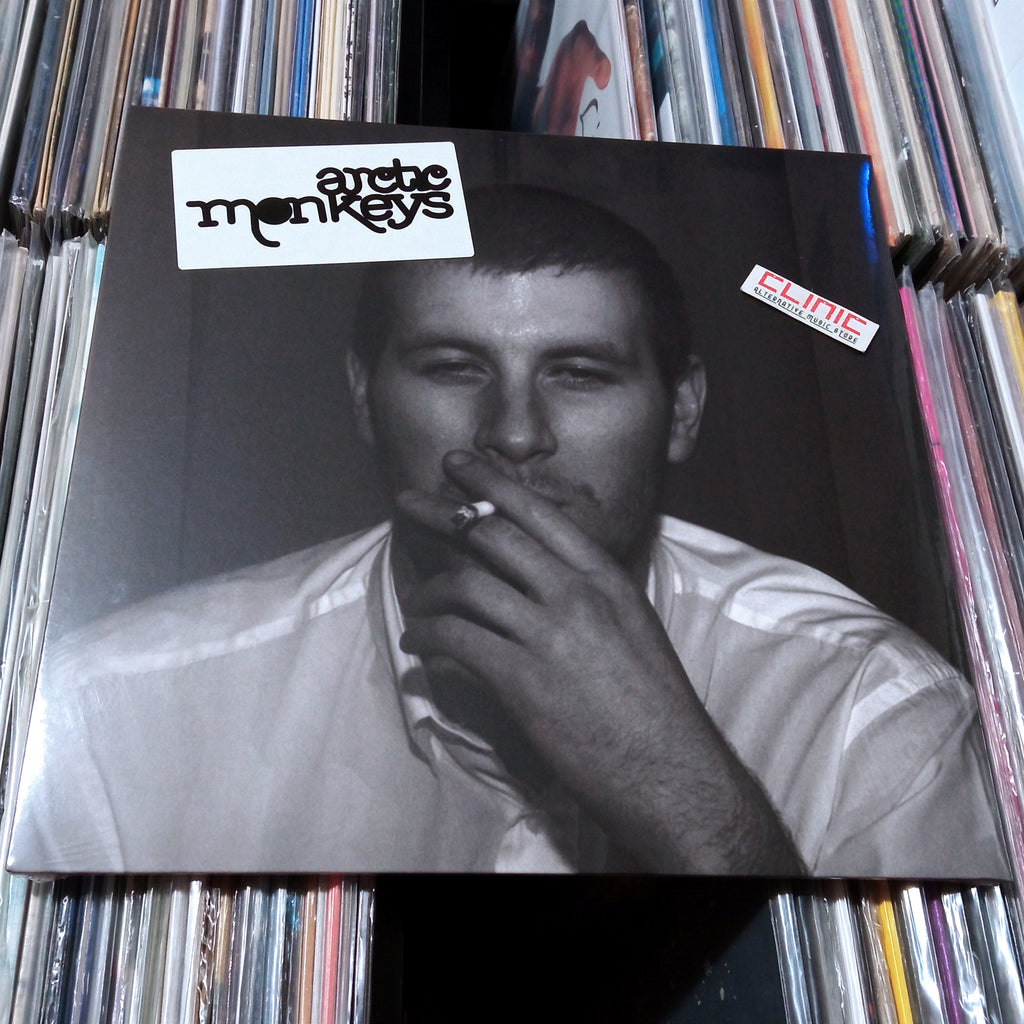 arctic
monkeys
CLINIC
ALTERNATIVE MUSIC STORE